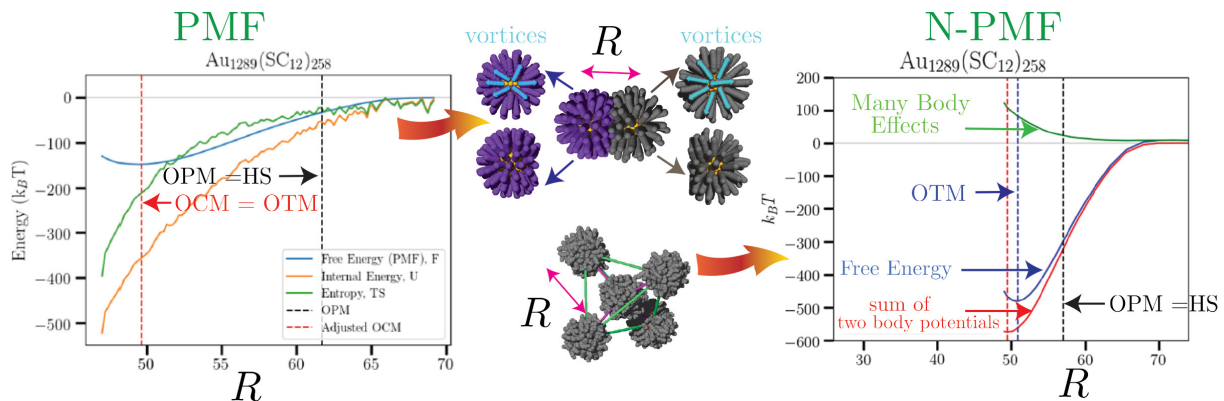 PMF
Au1289(SC12)258
Energy (kBT)
0
−100
−200
−300
−400
−500
OPM =HS
OCM = OTM
Free Energy (PMF), F
Internal Energy, U
Entropy, TS
OPM
Adjusted OCM
50
55
60
65
70
R
vortices
R
vortices
R
N-PMF
Au1289(SC12)258
kBT
200
100
0
−100
−200
−300
−400
−500
−600
Many Body
Effects
OTM
Free Energy
sum of
two body potentials
OPM =HS
30
40
50
60
70
R